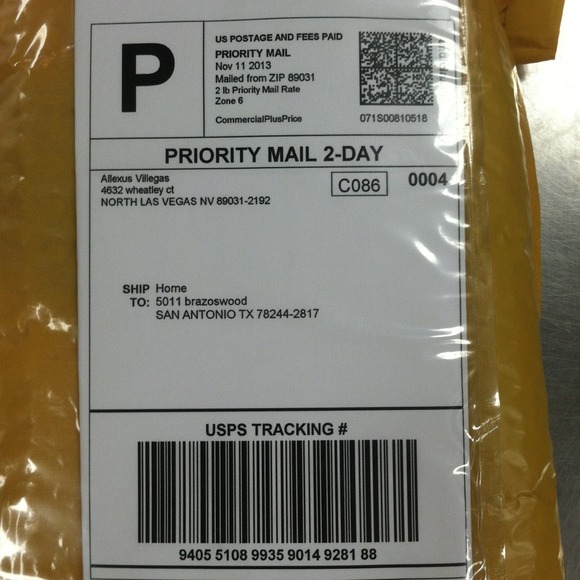 P
US POSTAGE AND FEES PAID
PRIORITY MAIL
Nov 11 2013
Mailed from ZIP 89031
2 lb Priority Mail Rate
Zone 6
CommercialPlusPrice
071S00810518
PRIORITY MAIL 2-DAY
Allexus Villegas
4632 wheatley ct
NORTH LAS VEGAS NV 89031-2192
C086
0004
SHIP TO: Home
5011 brazoswood
SAN ANTONIO TX 78244-2817
USPS TRACKING #
9405 5108 9935 9014 9281 88